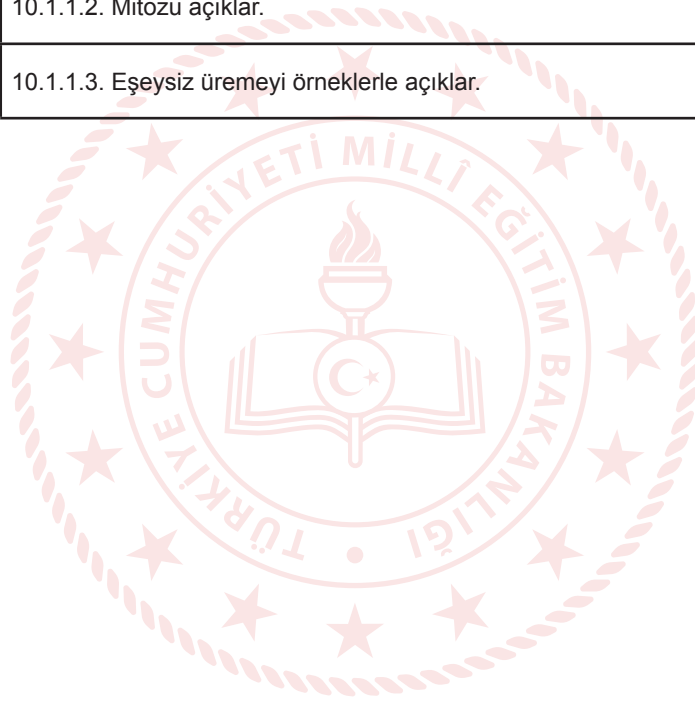 10.1.1.2. Mitozu açıklar.
10.1.1.3. Eşeysiz üremeyi örneklerle açıklar.
TÜRKİYE CUMHURİYETİ MİLLÎ EĞİTİM BAKANLIĞI